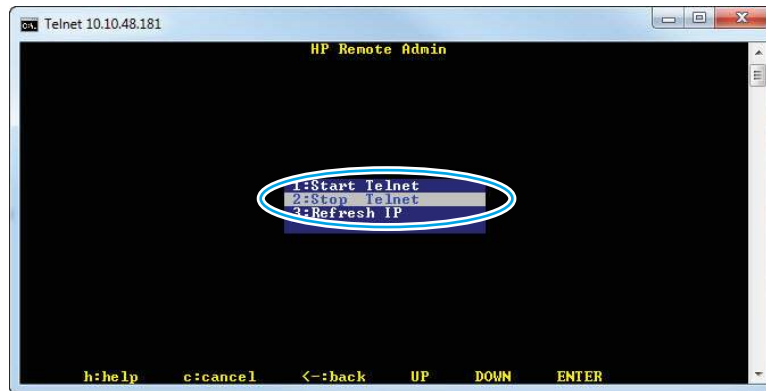 Telnet 10.10.48.181
HP Remote Admin
1:Start Telnet
2:Stop Telnet
3:Refresh IP
h:help c:cancel <-:back UP DOWN ENTER